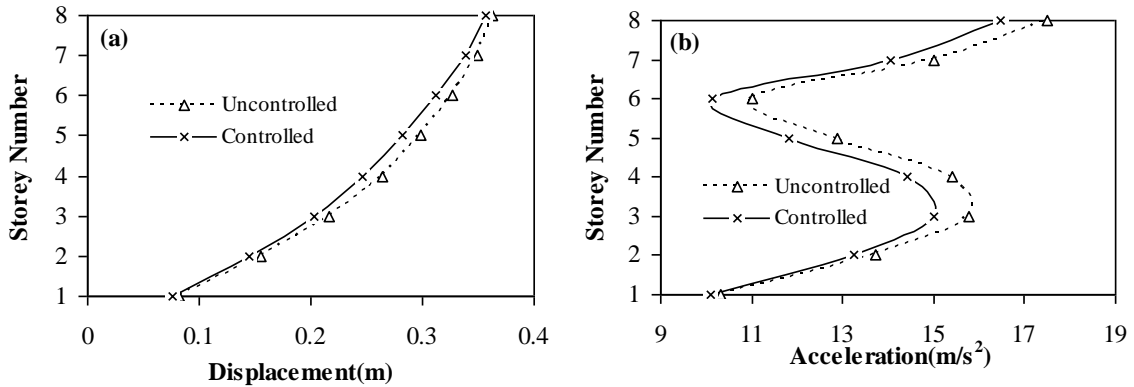 8
7
6
5
4
3
2
1
Storey Number
(a)
Uncontrolled
Controlled
0
0.1
0.2
0.3
0.4
Displacement(m)
8
7
6
5
4
3
2
1
Storey Number
(b)
Uncontrolled
Controlled
9
11
13
15
17
19
Acceleration(m/s²)